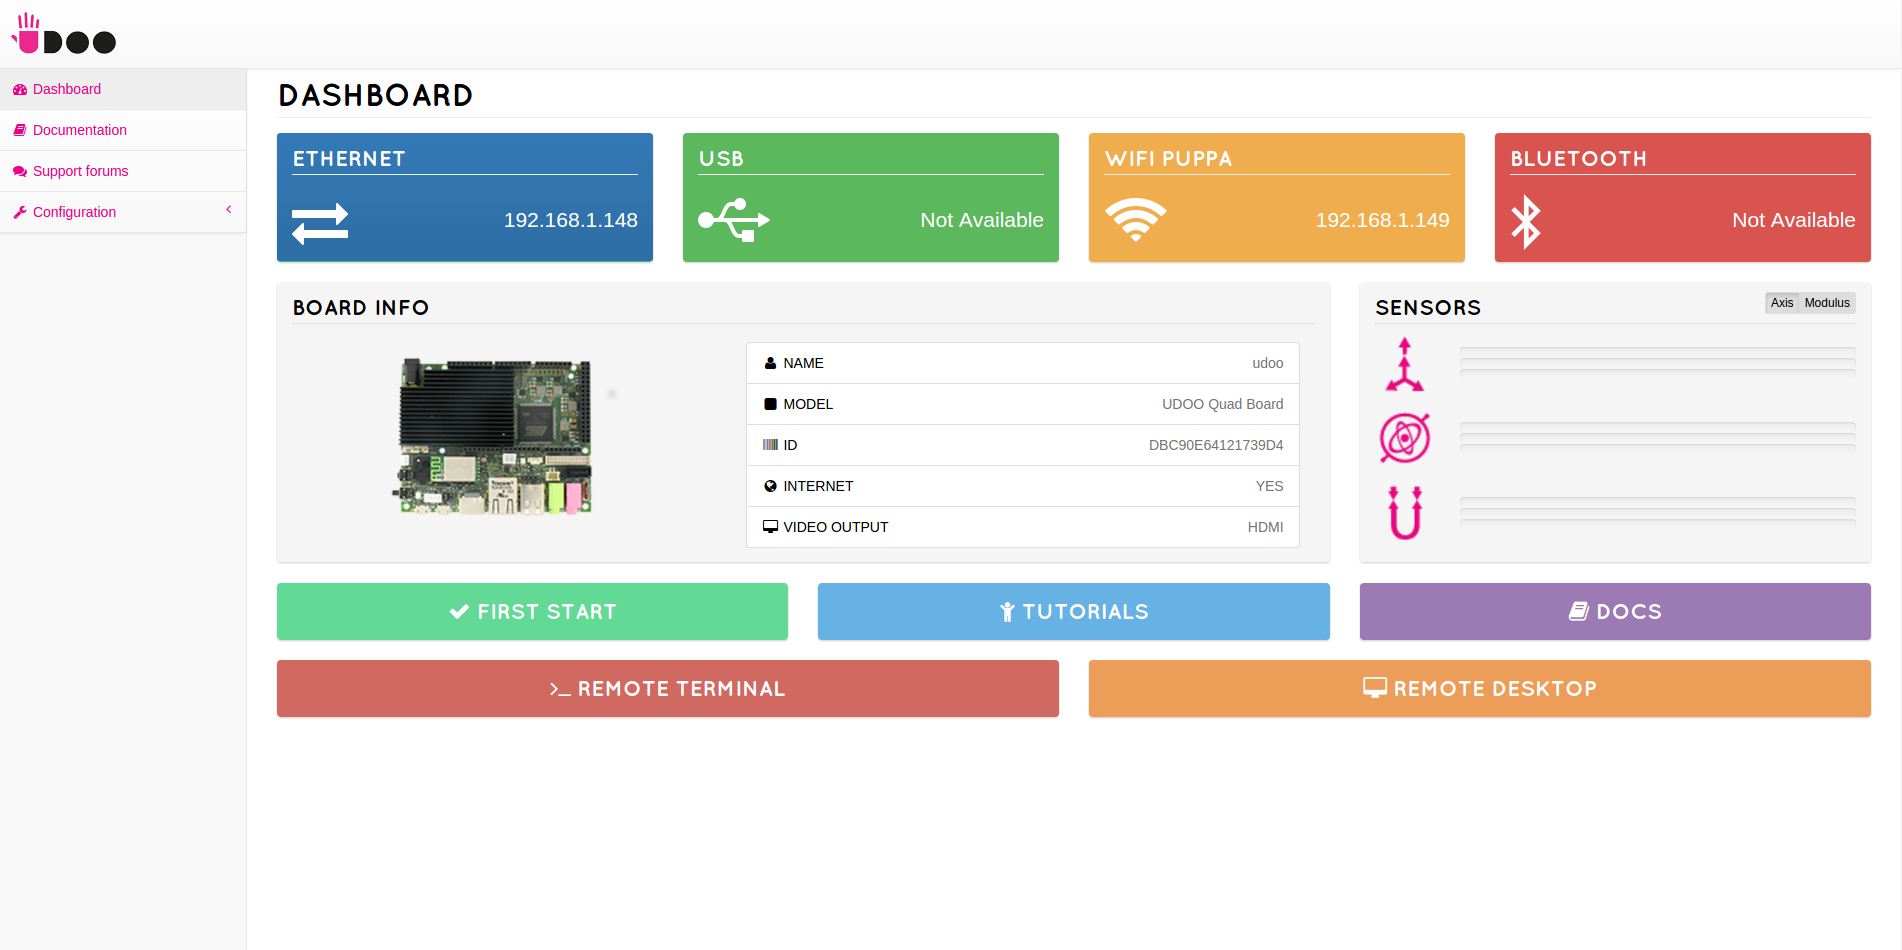 UDOO
Dashboard
Documentation
Support forums
Configuration
DASHBOARD
ETHERNET
192.168.1.148
USB
Not Available
WIFI PUPPA
192.168.1.149
BLUETOOTH
Not Available
BOARD INFO
NAME udoo
MODEL UDOO Quad Board
ID DBC90E64121739D4
INTERNET YES
VIDEO OUTPUT HDMI
SENSORS
Axis Modulus
FIRST START
TUTORIALS
DOCS
REMOTE TERMINAL
REMOTE DESKTOP